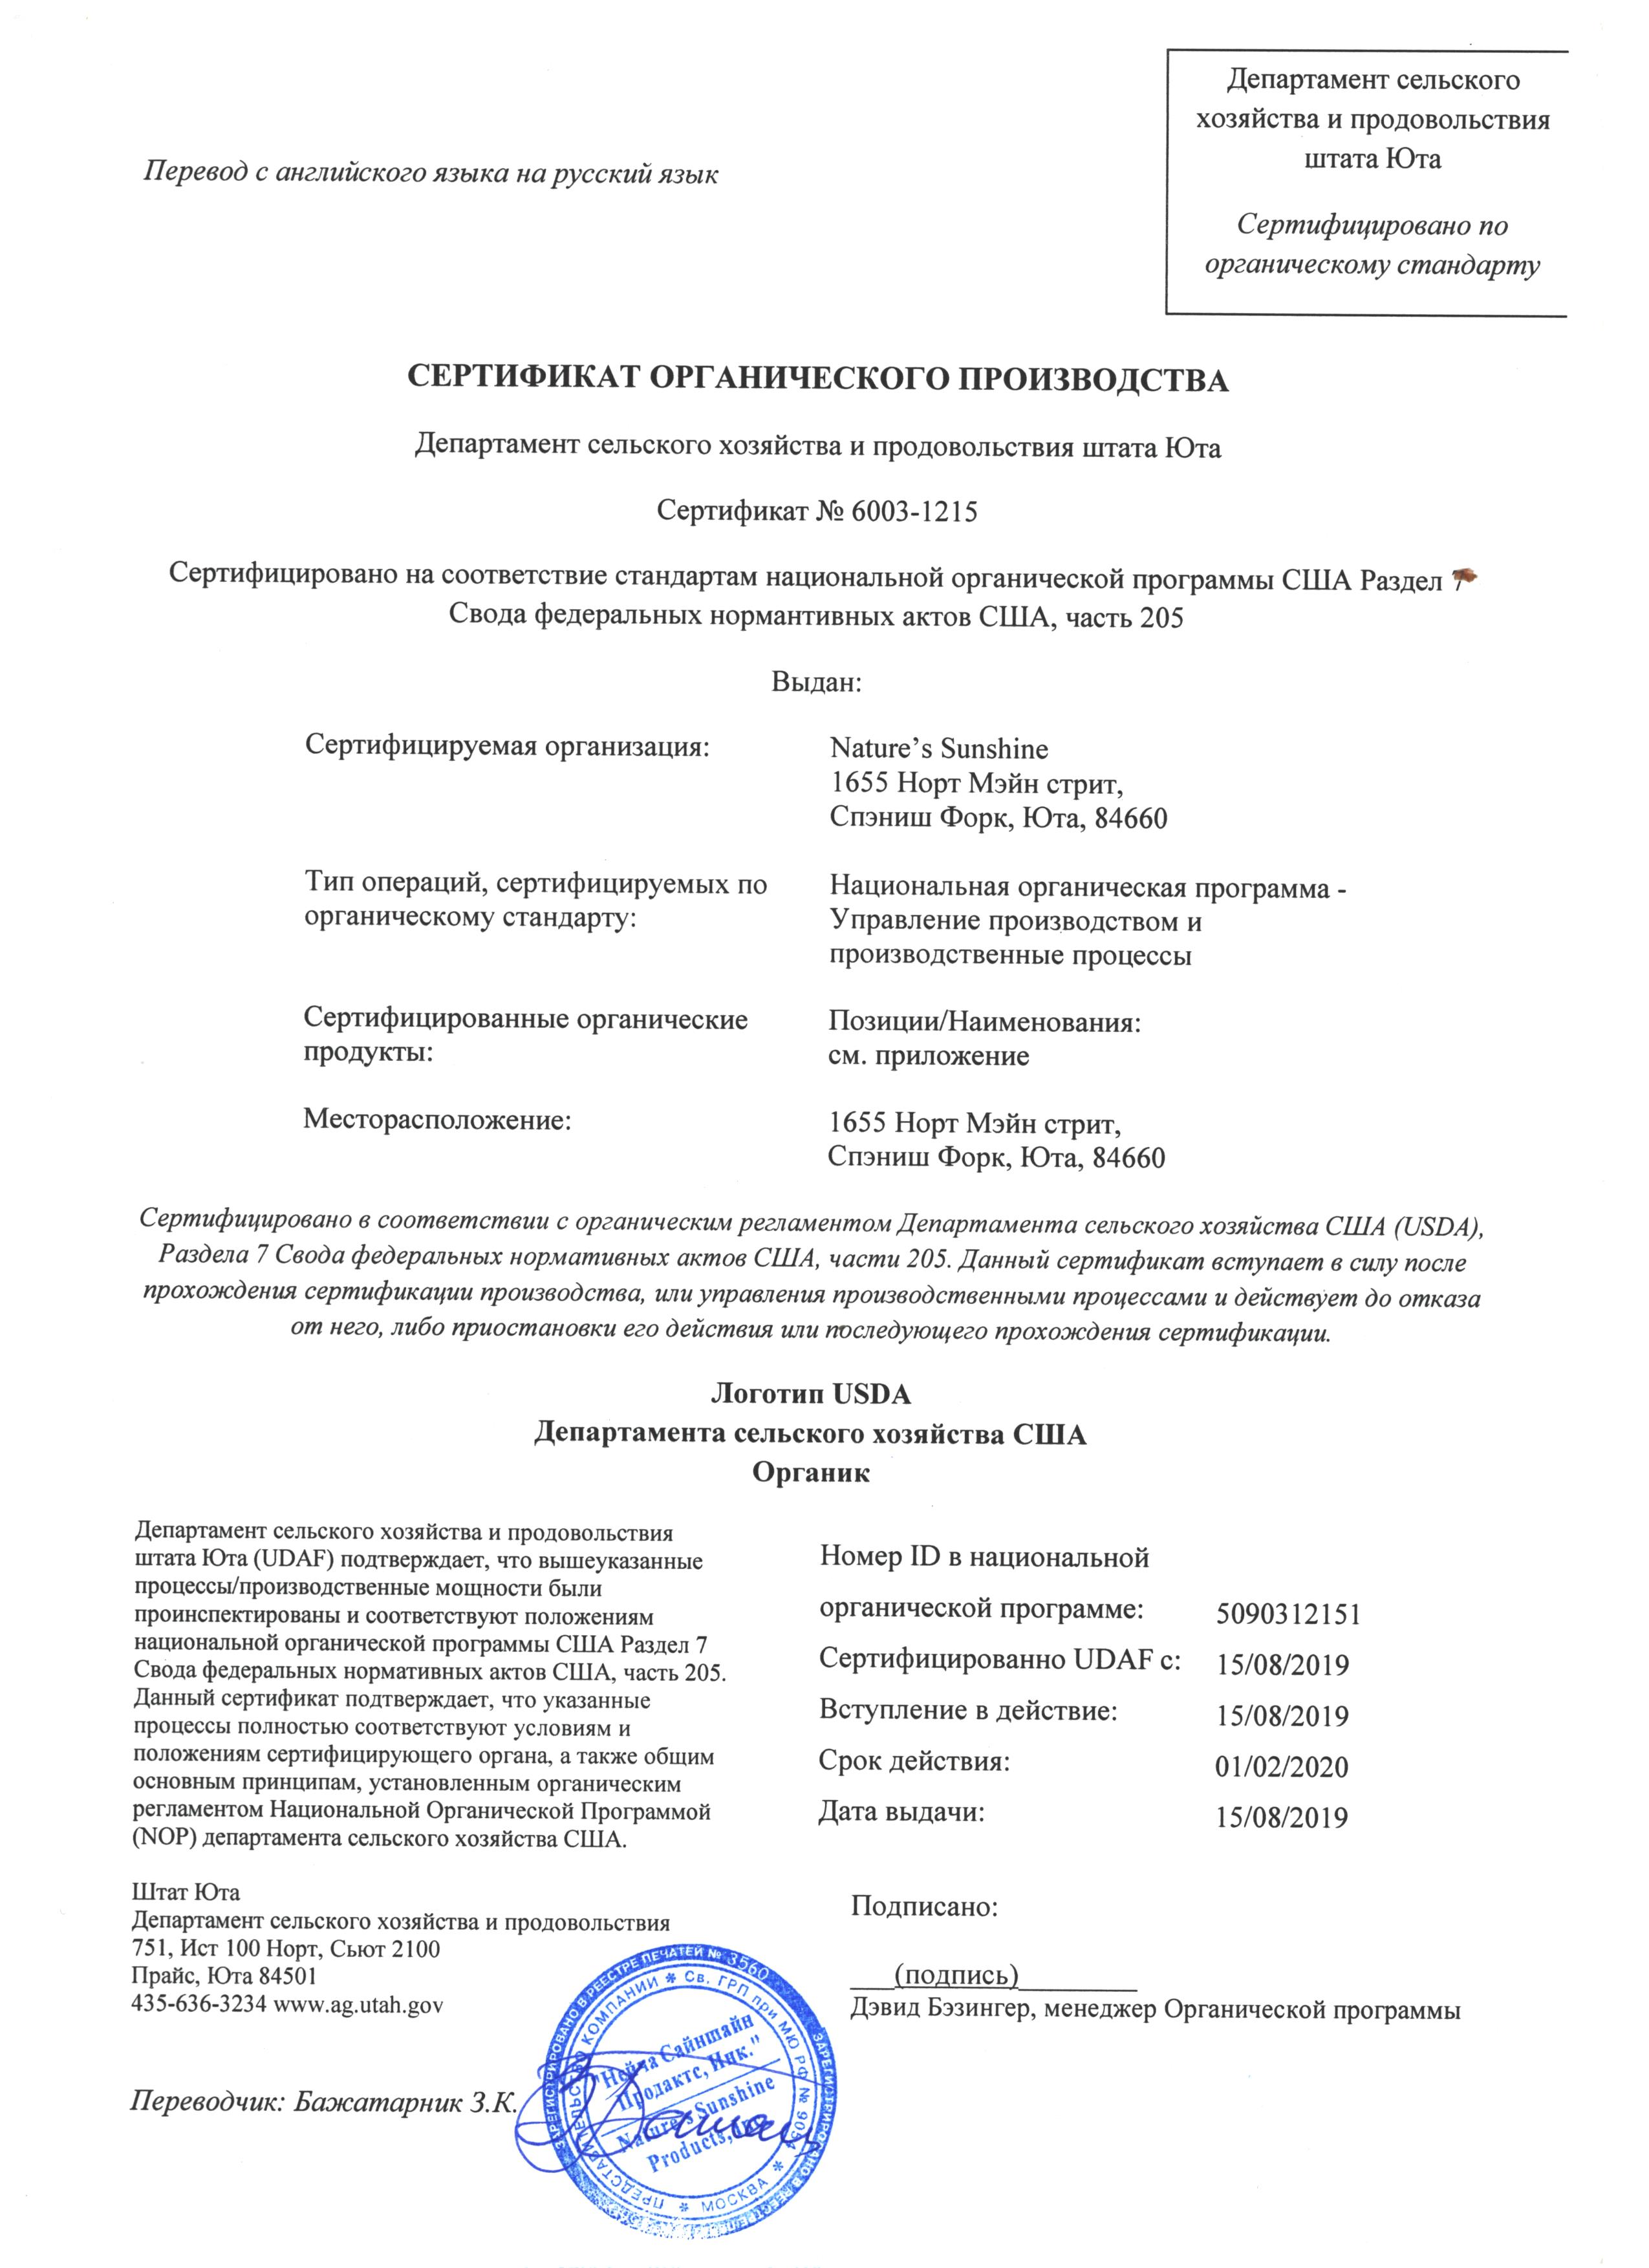 Департамент сельского
хозяйства и продовольствия
штата Юта
Сертифицировано по
органическому стандарту
Перевод с английского языка на русский язык
СЕРТИФИКАТ ОРГАНИЧЕСКОГО ПРОИЗВОДСТВА
Департамент сельского хозяйства и продовольствия штата Юта
Сертификат № 6003-1215
Сертифицировано на соответствие стандартам национальной органической программы США Раздел 7
Свода федеральных нормантивных актов США, часть 205
Выдан:
Сертифицируемая организация:
Nature’s Sunshine
1655 Норт Мэйн стрит,
Спэниш Форк, Юта, 84660
Тип операций, сертифицируемых по
органическому стандарту:
Национальная органическая программа -
Управление производством и
производственные процессы
Сертифицированные органические
продукты:
Позиции/Наименования:
см. приложение
Месторасположение:
1655 Норт Мэйн стрит,
Спэниш Форк, Юта, 84660
Сертифицировано в соответствии с органическим регламентом Департамента сельского хозяйства США (USDA),
Раздела 7 Свода федеральных нормативных актов США, части 205. Данный сертификат вступает в силу после
прохождения сертификации производства, или управления производственными процессами и действует до отказа
от него, либо приостановки его действия или последующего прохождения сертификации.
Логотип USDA
Департамента сельского хозяйства США
Органик
Департамент сельского хозяйства и продовольствия
штата Юта (UDAF) подтверждает, что вышеуказанные
процессы/производственные мощности были
проинспектированы и соответствуют положениям
национальной органической программы США Раздел 7
Свода федеральных нормативных актов США, часть 205.
Данный сертификат подтверждает, что указанные
процессы полностью соответствуют условиям и
положениям сертифицирующего органа, а также общим
основным принципам, установленным органическим
регламентом Национальной Органической Программой
(NOP) департамента сельского хозяйства США.
Номер ID в национальной
органической программе: 5090312151
Сертифицированно UDAF с: 15/08/2019
Вступление в действие: 15/08/2019
Срок действия: 01/02/2020
Дата выдачи: 15/08/2019
Штат Юта
Департамент сельского хозяйства и продовольствия
751, Ист 100 Норт, Сьют 2100
Прайс, Юта 84501
435-636-3234 www.ag.utah.gov
Подписано:
___(подпись)________
Дэвид Бэзингер, менеджер Органической программы
Переводчик: Бажатарник З.К.
ЗАРЕГИСТРИРОВАНО В РЕЕСТРЕ ПЕЧАТЕЙ № 3560
ПРЕДСТАВИТЕЛЬСТВО КОМПАНИИ * Св. ГРП при МЮ РФ № * МОСКВА *
"Нейча Сайншайн
Продактс, Инк."
Nature's Sunshine
Products,